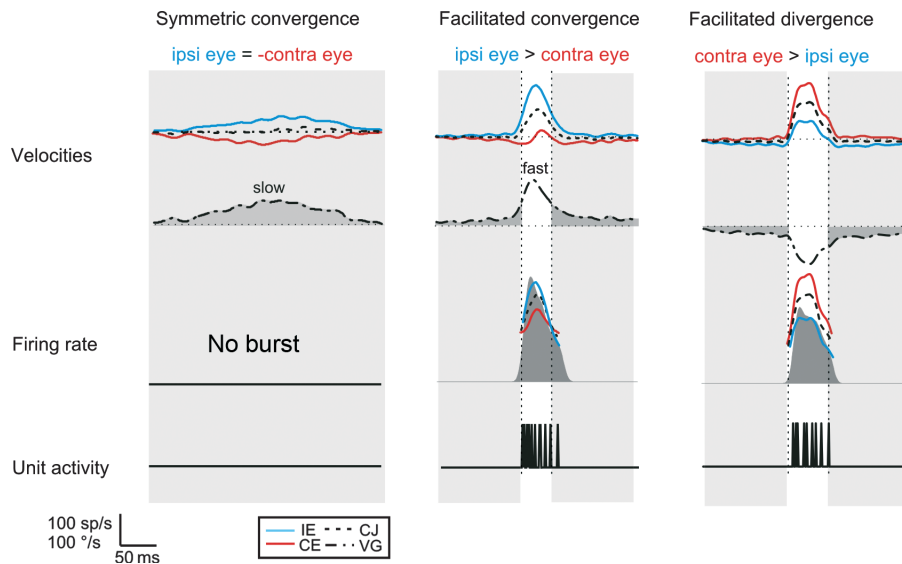 Symmetric convergence
Facilitated convergence
Facilitated divergence
ipsi eye = -contra eye
ipsi eye > contra eye
contra eye > ipsi eye
Velocities
slow
fast
Firing rate
No burst
Unit activity
100 sp/s
100 °/s
50 ms
IE CJ
CE VG